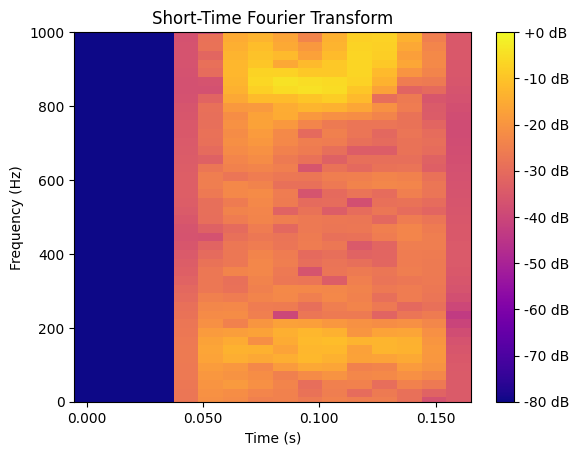 Short-Time Fourier Transform
Frequency (Hz)
1000
800
600
400
200
0
0.000
0.050
0.100
0.150
Time (s)
+0 dB
-10 dB
-20 dB
-30 dB
-40 dB
-50 dB
-60 dB
-70 dB
-80 dB